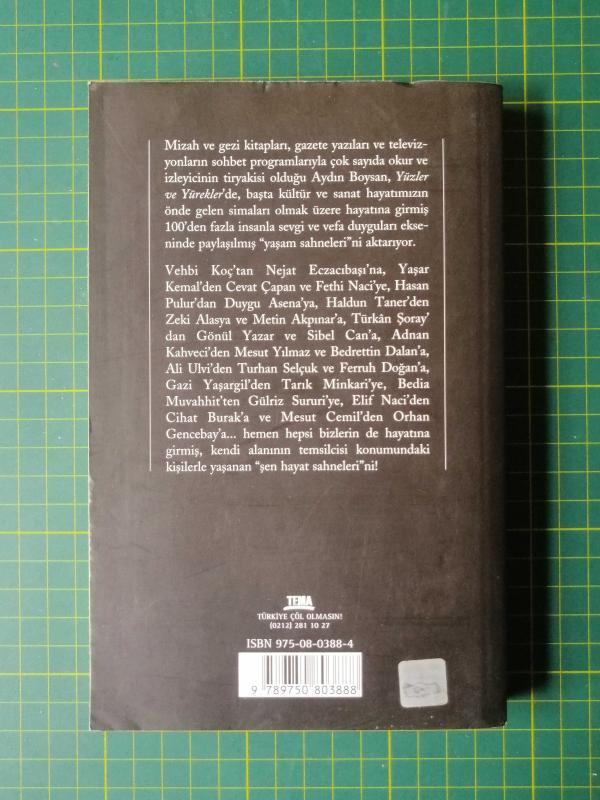 Mizah ve gezi kitapları, gazete yazıları ve televiz-
yonların sohbet programlarıyla çok sayıda okur ve
izleyicinin tiryakisi olduğu Aydın Boysan, Yüzler
ve Yürekler'de, başta kültür ve sanat hayatımızın
önde gelen simaları olmak üzere hayatına girmiş
100'den fazla insanla sevgi ve vefa duyguları ekse-
ninde paylaşılmış "yaşam sahneleri"ni aktarıyor.
Vehbi Koç'tan Nejat Eczacıbaşı'na, Yaşar
Kemal'den Cevat Çapan ve Fethi Naci'ye, Hasan
Pulur'dan Duygu Asena'ya, Haldun Taner'den
Zeki Alasya ve Metin Akpınar'a, Türkân Şoray'
dan Gönül Yazar ve Sibel Can'a, Adnan
Kahveci'den Mesut Yılmaz ve Bedrettin Dalan'a,
Ali Ulvi'den Turhan Selçuk ve Ferruh Doğan'a,
Gazi Yaşargil'den Tarık Minkari'ye, Bedia
Muvahhit'ten Gülriz Sururi'ye, Elif Naci'den
Cihat Burak'a ve Mesut Cemil'den Orhan
Gencebay'a... hemen hepsi bizlerin de hayatına
girmiş, kendi alanının temsilcisi konumundaki
kişilerle yaşanan "şen hayat sahneleri"ni!
TEMA
TÜRKİYE ÇÖL OLMASIN!
(0212) 281 10 27
ISBN 975-08-0388-4
9 789750 803888